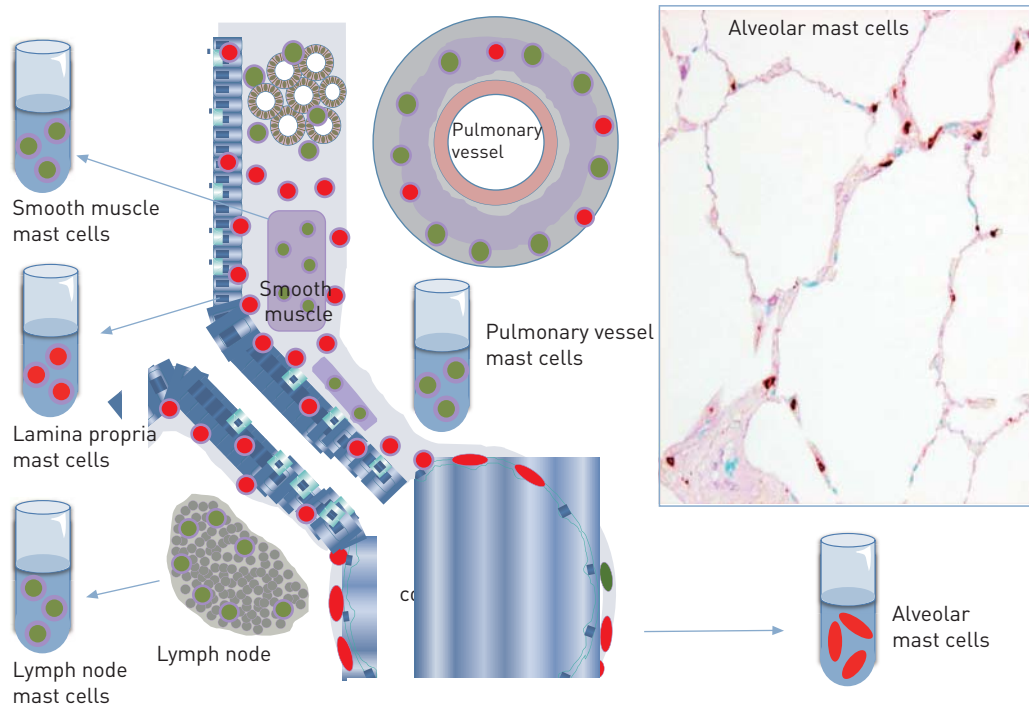 Alveolar mast cells
Pulmonary
vessel
Smooth muscle
mast cells
Smooth
muscle
Pulmonary vessel
mast cells
Lamina propria
mast cells
co
Lymph node
Alveolar
mast cells
Lymph node
mast cells